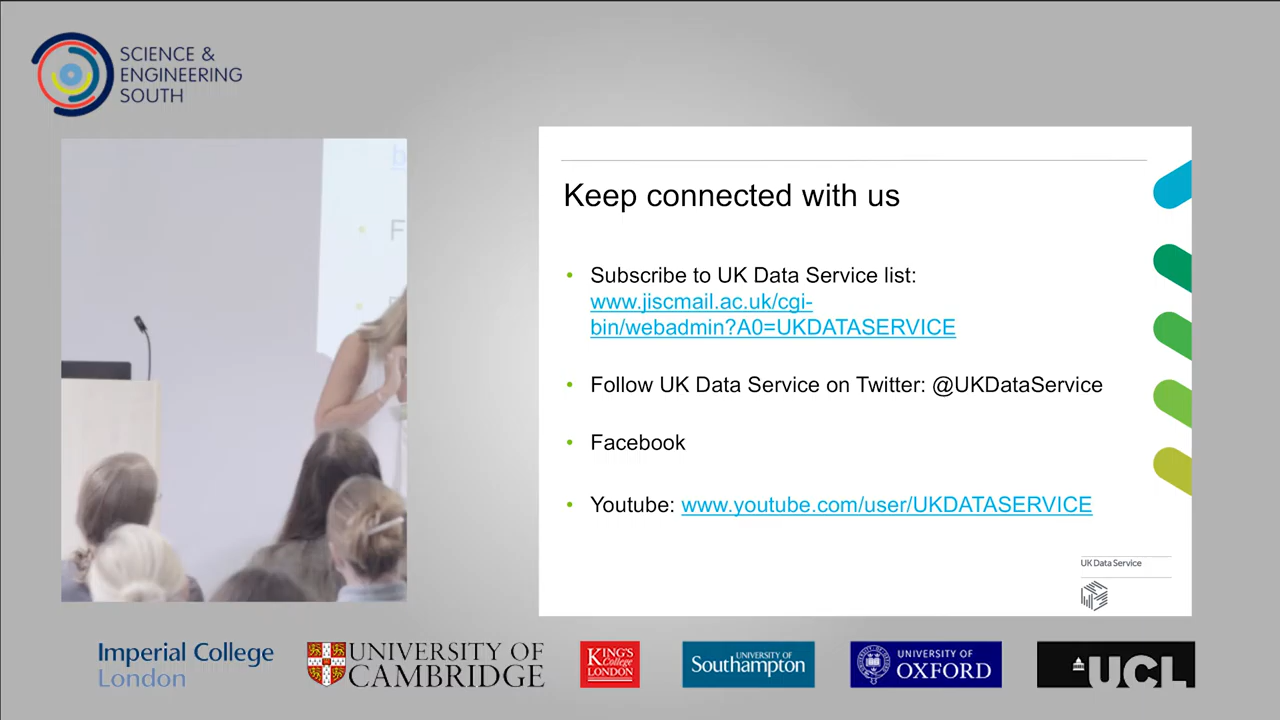 SCIENCE &
ENGINEERING
SOUTH
Keep connected with us
• Subscribe to UK Data Service list:
www.jiscmail.ac.uk/cgi-
bin/webadmin?A0=UKDATASERVICE
• Follow UK Data Service on Twitter: @UKDataService
• Facebook
• Youtube: www.youtube.com/user/UKDATASERVICE
UK Data Service
Imperial College
London
UNIVERSITY OF
CAMBRIDGE
KING'S
College
LONDON
UNIVERSITY OF
Southampton
UNIVERSITY OF
OXFORD
UCL